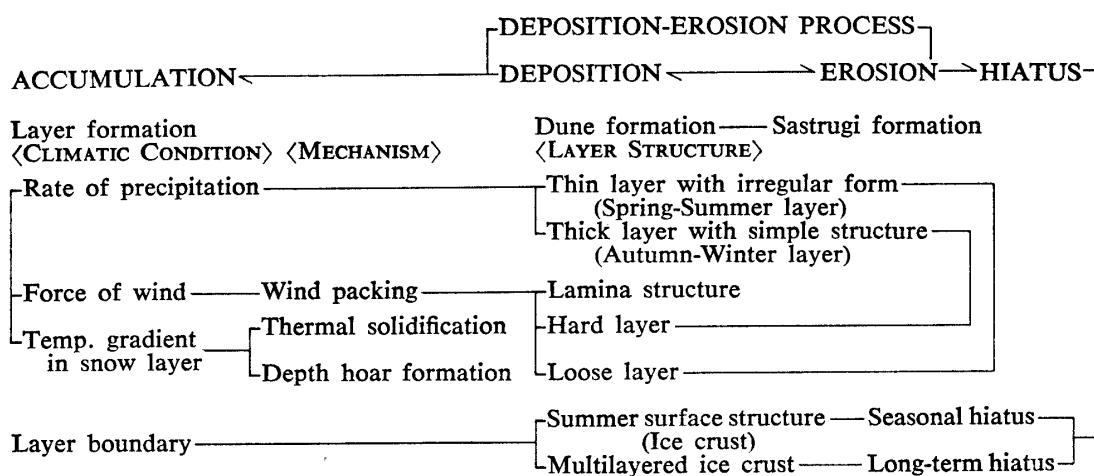 DEPOSITION-EROSION PROCESS
ACCUMULATION DEPOSITION EROSION HIATUS
Layer formation Dune formation Sastrugi formation
〈CLIMATIC CONDITION〉 〈MECHANISM〉 〈LAYER STRUCTURE〉
Rate of precipitation Thin layer with irregular form
(Spring-Summer layer)
Thick layer with simple structure
(Autumn-Winter layer)
Force of wind Wind packing Lamina structure
Thermal solidification Hard layer
Temp. gradient
in snow layer
Depth hoar formation Loose layer
Summer surface structure Seasonal hiatus
(Ice crust)
Layer boundary
Multilayered ice crust Long-term hiatus